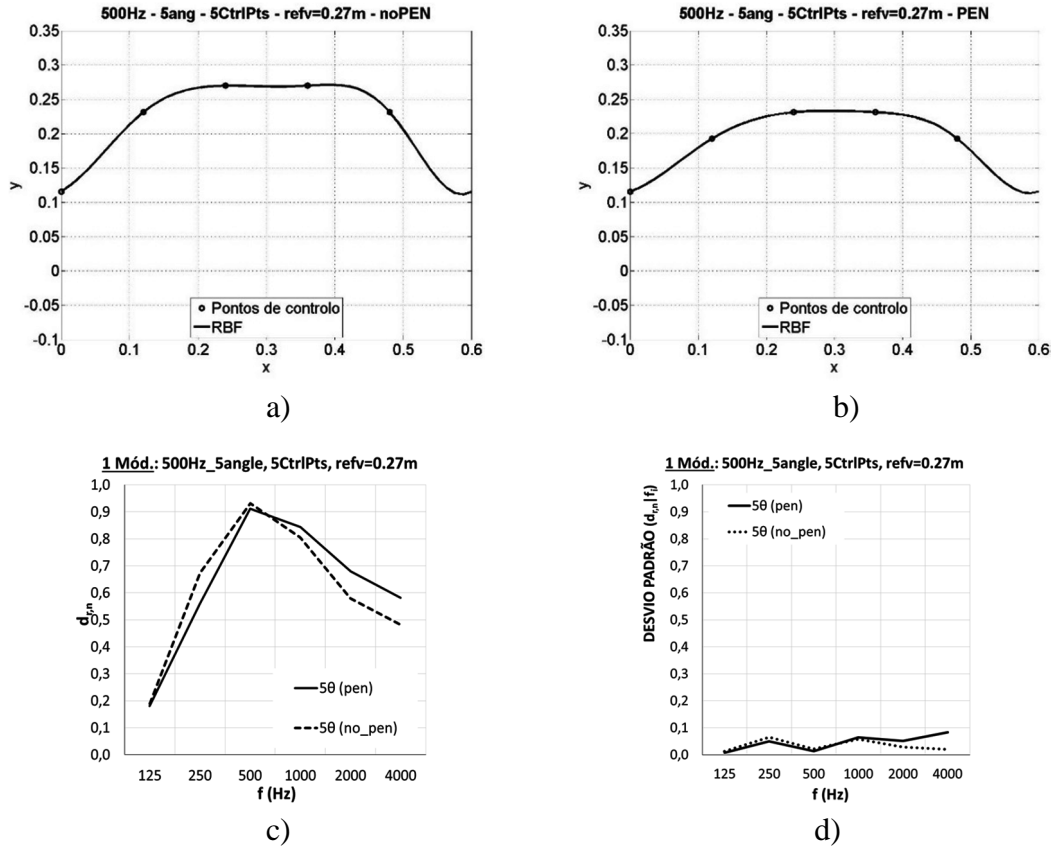 500Hz - 5ang - 5CtrlPts - refv=0.27m - noPEN
0.35
0.3
0.25
0.2
0.15
0.1
0.05
0
-0.05
-0.1
y
0
0.1
0.2
0.3
0.4
0.5
0.6
x
Pontos de controlo
RBF
a)
500Hz - 5ang - 5CtrlPts - refv=0.27m - PEN
0.35
0.3
0.25
0.2
0.15
0.1
0.05
0
-0.05
-0.1
y
0
0.1
0.2
0.3
0.4
0.5
0.6
x
Pontos de controlo
RBF
b)
1 Mód.: 500Hz_5angle, 5CtrlPts, refv=0.27m
1,0
0,9
0,8
0,7
0,6
0,5
0,4
0,3
0,2
0,1
0,0
d_r,n
5θ (pen)
5θ (no_pen)
125
250
500
1000
2000
4000
f (Hz)
c)
1 Mód.: 500Hz_5angle, 5CtrlPts, refv=0.27m
1,0
0,9
0,8
0,7
0,6
0,5
0,4
0,3
0,2
0,1
0,0
DESVIO PADRÃO (d_r,n|f_i)
5θ (pen)
5θ (no_pen)
125
250
500
1000
2000
4000
f (Hz)
d)